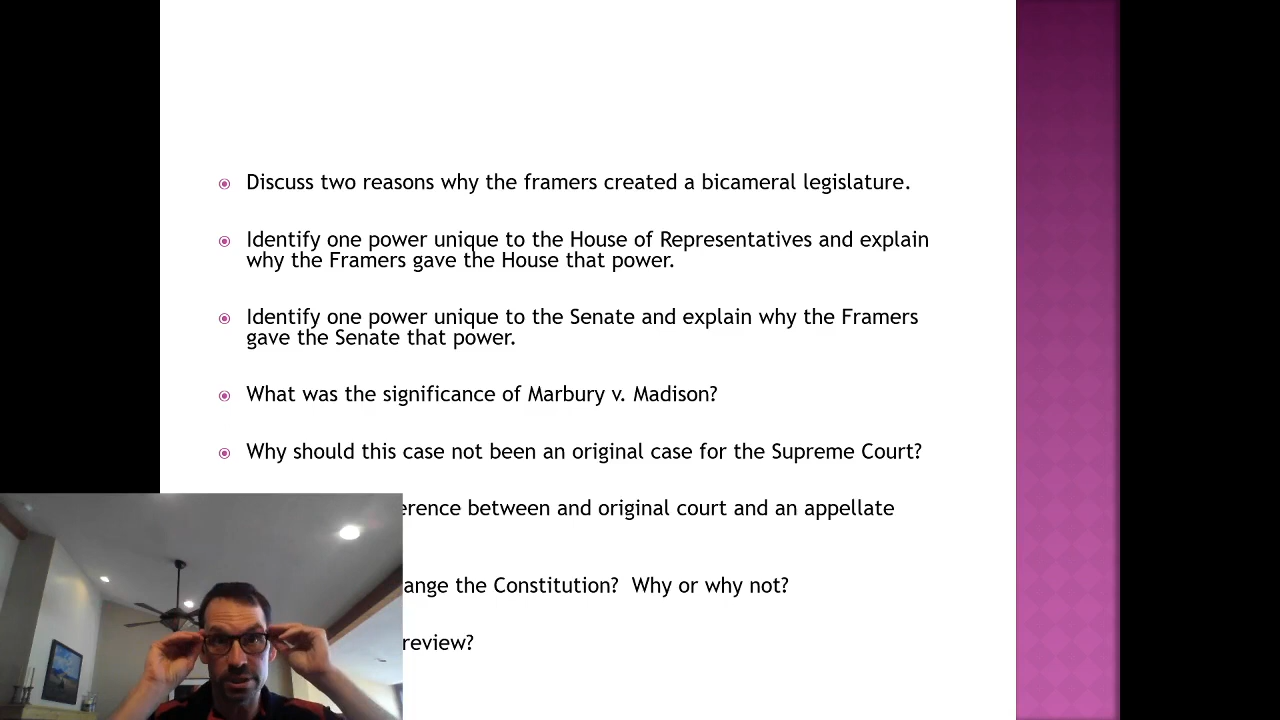 Discuss two reasons why the framers created a bicameral legislature.
Identify one power unique to the House of Representatives and explain
why the Framers gave the House that power.
Identify one power unique to the Senate and explain why the Framers
gave the Senate that power.
What was the significance of Marbury v. Madison?
Why should this case not been an original case for the Supreme Court?
between and original court and an appellate
the Constitution? Why or why not?
review?